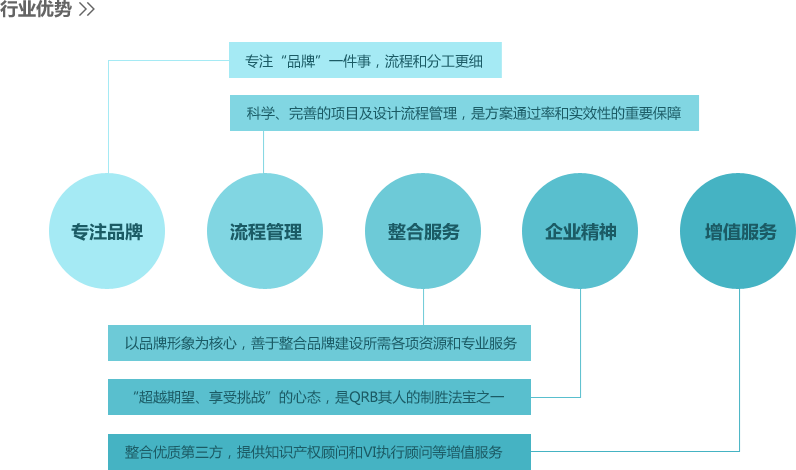 行业优势
专注“品牌”一件事，流程和分工更细
科学、完善的项目及设计流程管理，是方案通过率和实效性的重要保障
专注品牌
流程管理
整合服务
企业精神
增值服务
以品牌形象为核心，善于整合品牌建设所需各项资源和专业服务
“超越期望、享受挑战”的心态，是QRB其人的制胜法宝之一
整合优质第三方，提供知识产权顾问和VI执行顾问等增值服务